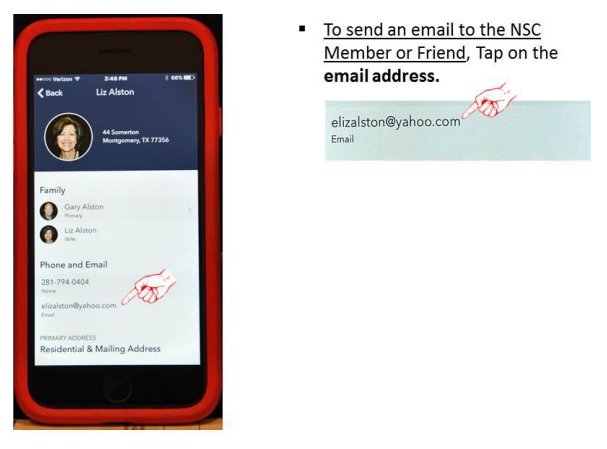 Verizon 2:48 PM 66%
Back Liz Alston
44 Somerton
Montgomery, TX 77356
Family
Gary Alston
Primary
Liz Alston
Wife
Phone and Email
281-794-0404
Home
elizalston@yahoo.com
Email
PRIMARY ADDRESS
Residential & Mailing Address
▪ To send an email to the NSC
Member or Friend, Tap on the
email address.
elizalston@yahoo.com
Email